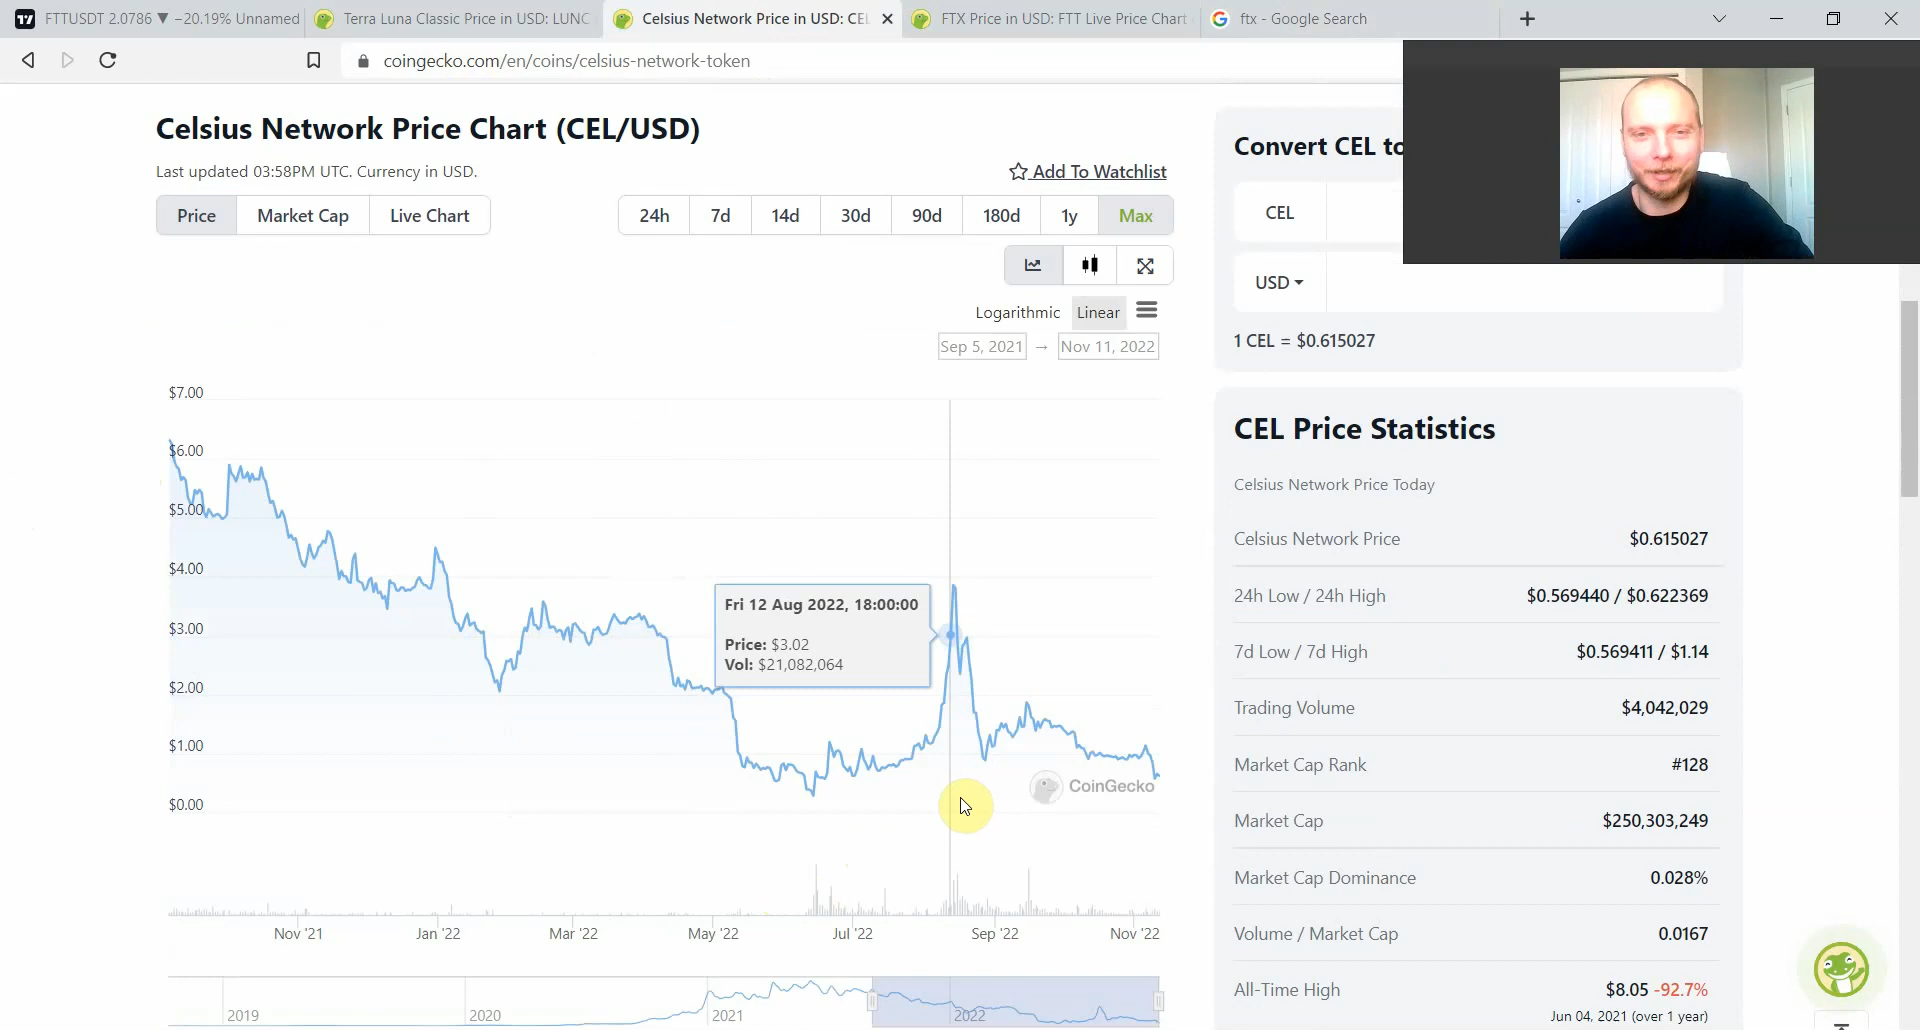 FTTUSDT 2.0786 ▼ −20.19% Unnamed
Terra Luna Classic Price in USD: LUNC
Celsius Network Price in USD: CEL
FTX Price in USD: FTT Live Price Chart
ftx - Google Search
coingecko.com/en/coins/celsius-network-token
Celsius Network Price Chart (CEL/USD)
Last updated 03:58PM UTC. Currency in USD.
Add To Watchlist
Price Market Cap Live Chart
24h 7d 14d 30d 90d 180d 1y Max
Logarithmic Linear
Sep 5, 2021 → Nov 11, 2022
$7.00
$6.00
$5.00
$4.00
$3.00
$2.00
$1.00
$0.00
Fri 12 Aug 2022, 18:00:00
Price: $3.02
Vol: $21,082,064
CoinGecko
Nov '21 Jan '22 Mar '22 May '22 Jul '22 Sep '22 Nov '22
2019 2020 2021 2022
Convert CEL to
CEL
USD
1 CEL = $0.615027
CEL Price Statistics
Celsius Network Price Today
Celsius Network Price $0.615027
24h Low / 24h High $0.569440 / $0.622369
7d Low / 7d High $0.569411 / $1.14
Trading Volume $4,042,029
Market Cap Rank #128
Market Cap $250,303,249
Market Cap Dominance 0.028%
Volume / Market Cap 0.0167
All-Time High $8.05 -92.7%
Jun 04, 2021 (over 1 year)